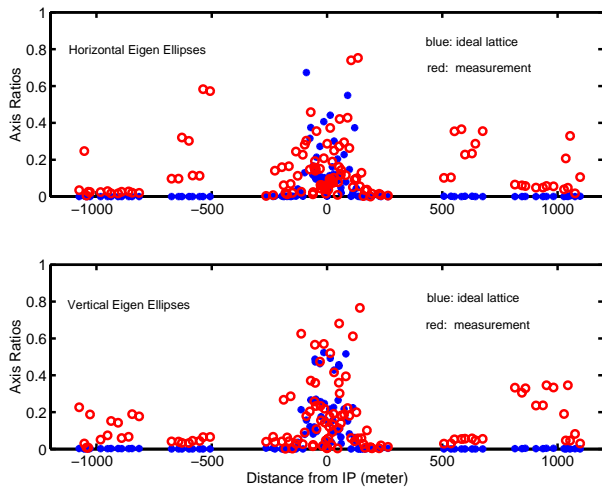 1
0.8
0.6
0.4
0.2
0
Axis Ratios
Horizontal Eigen Ellipses
blue: ideal lattice
red: measurement
−1000 −500 0 500 1000
1
0.8
0.6
0.4
0.2
0
Axis Ratios
Vertical Eigen Ellipses
blue: ideal lattice
red: measurement
−1000 −500 0 500 1000
Distance from IP (meter)